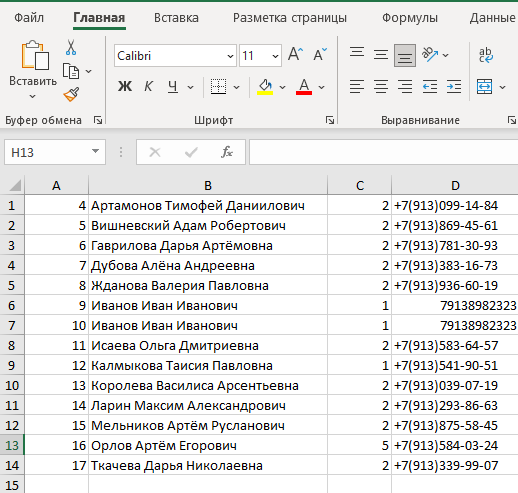 Файл Главная Вставка Разметка страницы Формулы Данные
Вставить
Calibri 11 A A
Ж К Ч А ab c
Буфер обмена Шрифт Выравнивание
H13 fx
A B C D
1 4 Артамонов Тимофей Даниилович 2 +7(913)099-14-84
2 5 Вишневский Адам Робертович 2 +7(913)869-45-61
3 6 Гаврилова Дарья Артёмовна 2 +7(913)781-30-93
4 7 Дубова Алёна Андреевна 2 +7(913)383-16-73
5 8 Жданова Валерия Павловна 2 +7(913)936-60-19
6 9 Иванов Иван Иванович 1 79138982323
7 10 Иванов Иван Иванович 1 79138982323
8 11 Исаева Ольга Дмитриевна 2 +7(913)583-64-57
9 12 Калмыкова Таисия Павловна 1 +7(913)541-90-51
10 13 Королева Василиса Арсентьевна 2 +7(913)039-07-19
11 14 Ларин Максим Александрович 2 +7(913)293-86-63
12 15 Мельников Артём Русланович 2 +7(913)875-58-45
13 16 Орлов Артём Егорович 5 +7(913)584-03-24
14 17 Ткачева Дарья Николаевна 2 +7(913)339-99-07
15